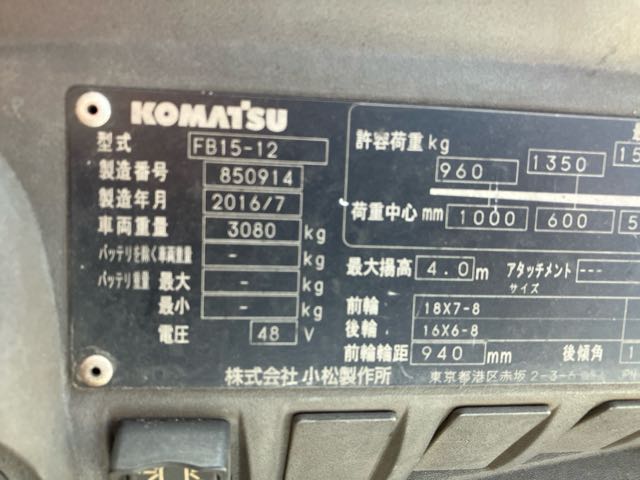 KOMATSU
型式 FB15-12
製造番号 850914
製造年月 2016/7
車両重量 3080 kg
バッテリを除く車両重量 - kg
バッテリ重量 最大 - kg
最小 - kg
電圧 48 V
許容荷重 kg
960 1350 15
荷重中心 mm 1000 600 5
最大揚高 4.0 m アタッチメント ---
サイズ
前輪 18X7-8
後輪 16X6-8
前輪輪距 940 mm 後傾角 1
株式会社 小松製作所 東京都港区赤坂 2-3-6